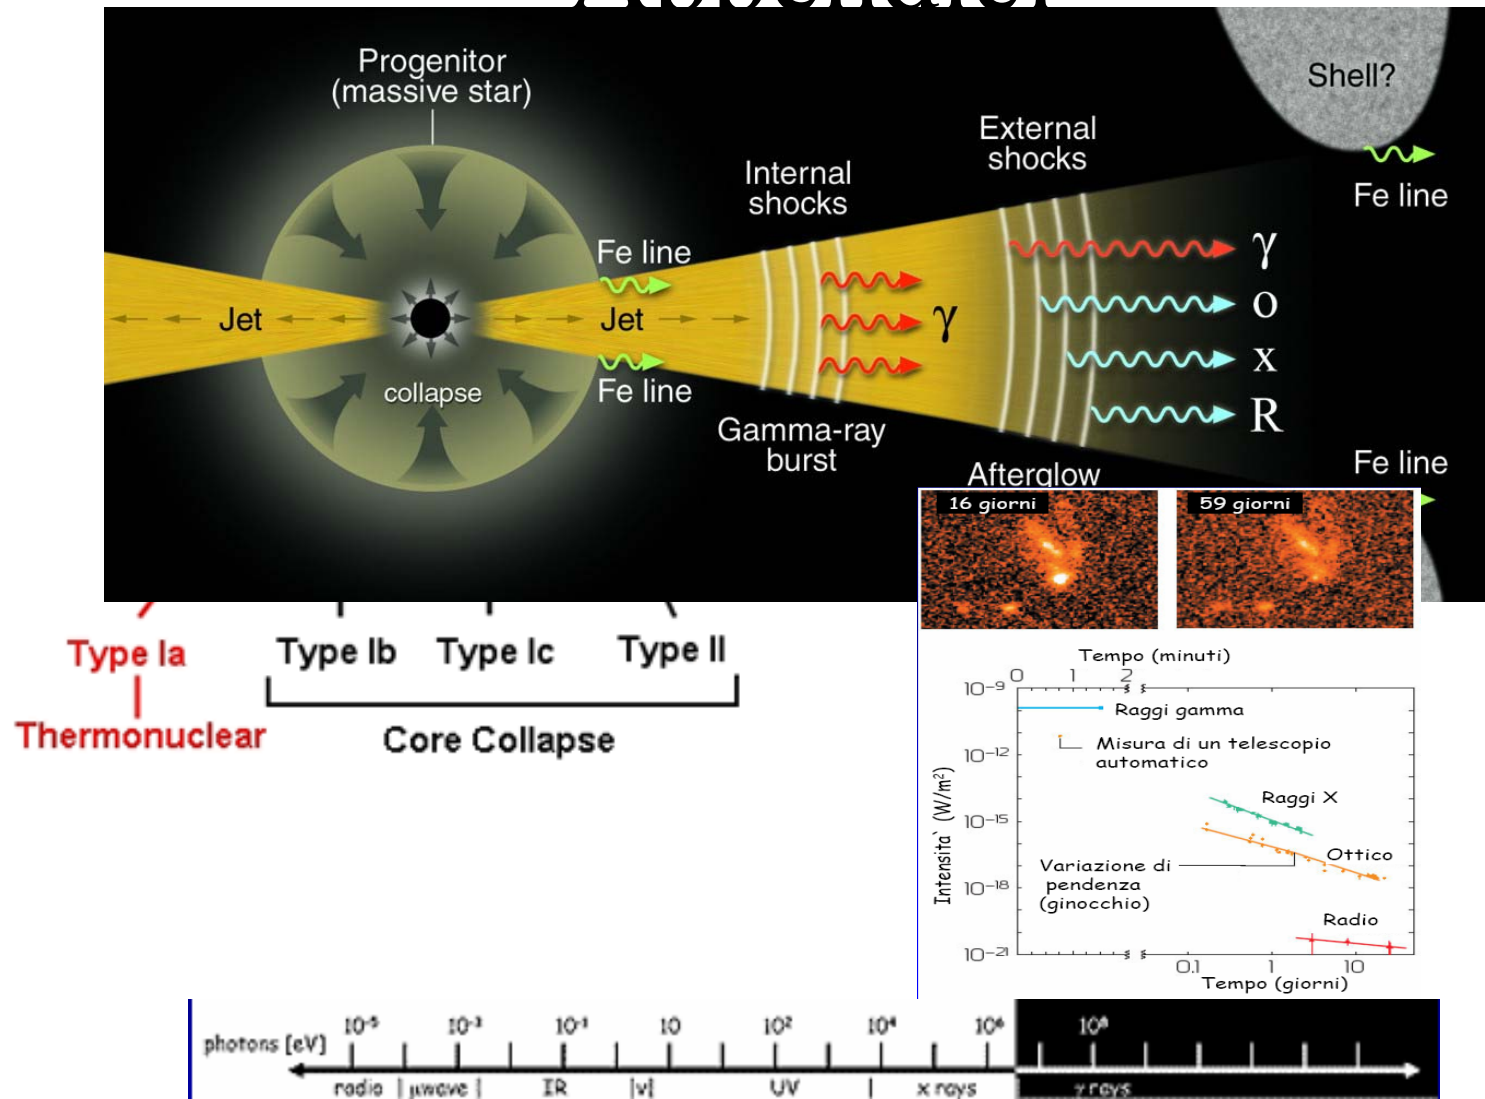 Progenitor
(massive star)
Shell?
External
shocks
Internal
shocks
Fe line
Fe line
γ
Jet
Jet
γ
o
x
R
collapse
Fe line
Gamma-ray
burst
Afterglow
Fe line
16 giorni
59 giorni
Type Ia
Type Ib
Type Ic
Type II
Thermonuclear
Core Collapse
Tempo (minuti)
0 1 2
10-9
Raggi gamma
Misura di un telescopio
automatico
10-12
Intensita` (W/m2)
Raggi X
10-15
Ottico
Variazione di
pendenza
(ginocchio)
10-18
Radio
10-21
0.1 1 10
Tempo (giorni)
photons [eV]
10-5 10-3 10-1 10 102 104 106 108
radio | μwave | IR |v| UV | x rays γ rays